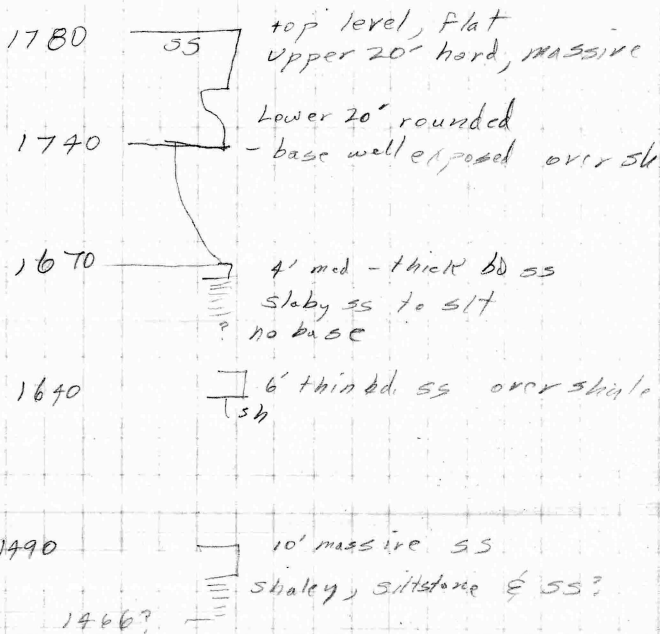 1780 ss top level, flat
Upper 20' hard, massive
Lower 20' rounded
1740 - base well exposed over sh
1670 4' med - thick bd ss
slaby ss to slt
? no base
1640 6' thin bd. ss over shale
sh
1490 10' massive ss
shaley, siltstone & ss?
1466?